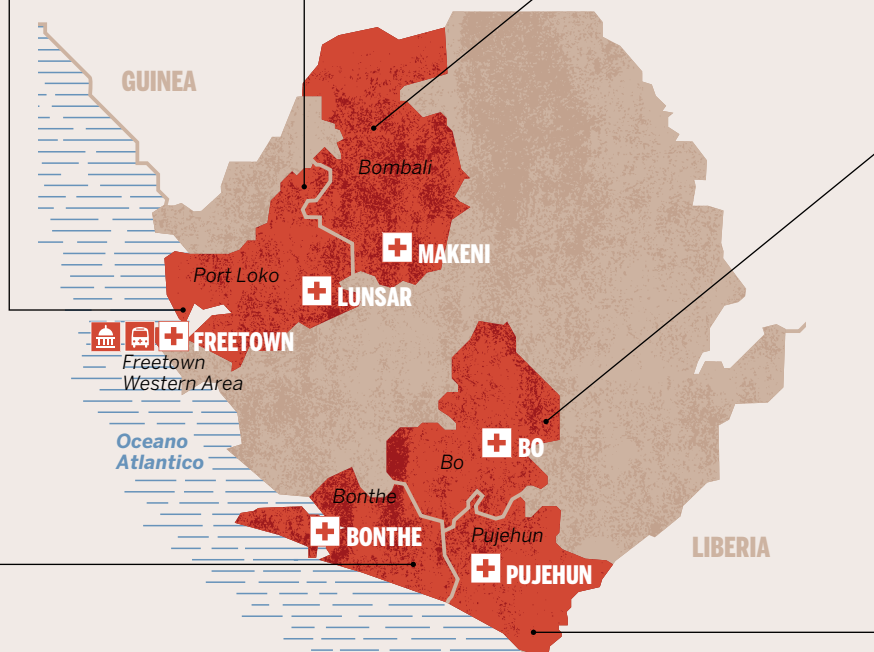 GUINEA
Bombali
MAKENI
Port Loko
LUNSAR
FREETOWN
Freetown
Western Area
Oceano
Atlantico
BO
Bo
Bonthe
BONTHE
Pujehun
LIBERIA
PUJEHUN